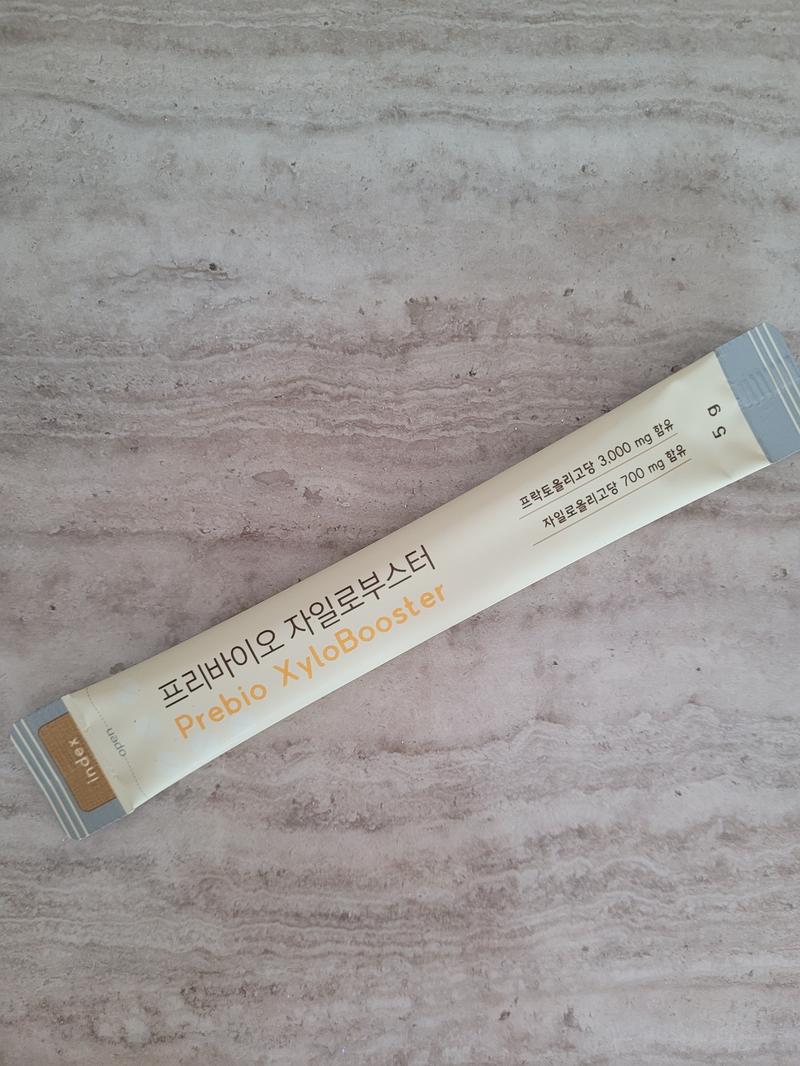 프락토올리고당 3,000 mg 함유
자일로올리고당 700 mg 함유
5 g
프리바이오 자일로부스터
Prebio XyloBooster
open
index